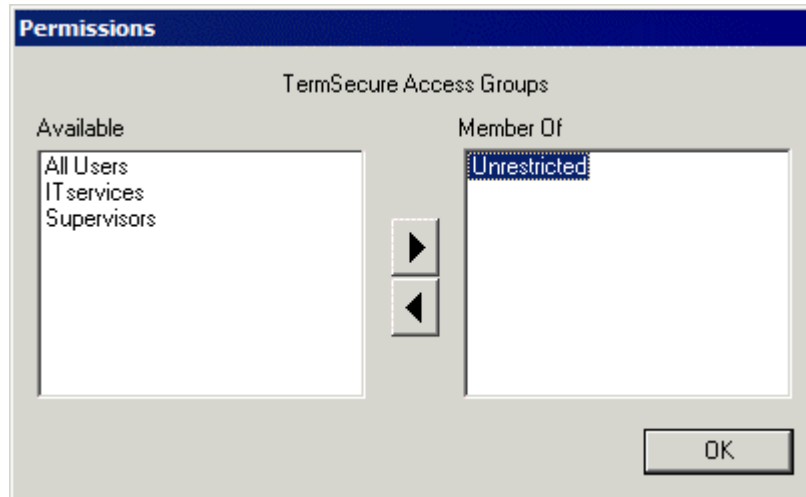 Permissions
TermSecure Access Groups
Available
Member Of
All Users
ITservices
Supervisors
Unrestricted
OK